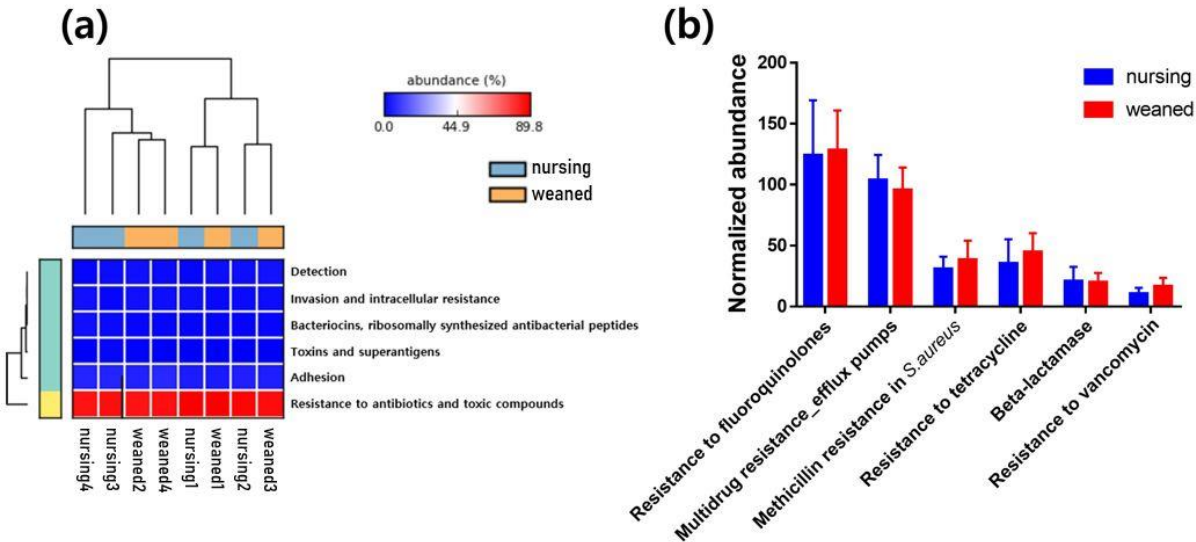 (a)
abundance (%)
0.0 44.9 89.8
nursing
weaned
Detection
Invasion and intracellular resistance
Bacteriocins, ribosomally synthesized antibacterial peptides
Toxins and superantigens
Adhesion
Resistance to antibiotics and toxic compounds
nursing4
nursing3
weaned2
weaned4
nursing1
weaned1
nursing2
weaned3
(b)
Normalized abundance
200
150
100
50
0
nursing
weaned
Resistance to fluoroquinolones
Multidrug resistance_efflux pumps
Methicillin resistance in S.aureus
Resistance to tetracycline
Beta-lactamase
Resistance to vancomycin